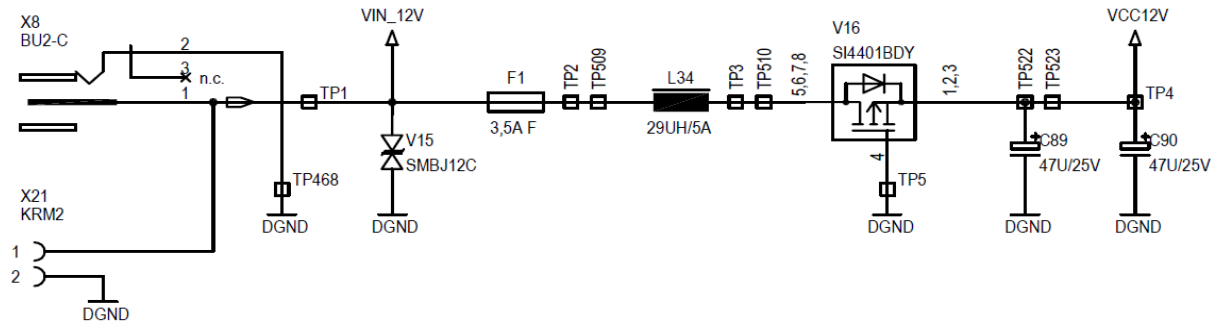 X8
BU2-C
2
3
n.c.
1
X21
KRM2
1
2
DGND
TP468
DGND
TP1
VIN_12V
V15
SMBJ12C
DGND
F1
3,5A F
TP2
TP509
L34
29UH/5A
TP3
TP510
5,6,7,8
V16
SI4401BDY
4
TP5
DGND
1,2,3
TP522
TP523
+
C89
47U/25V
DGND
VCC12V
TP4
+
C90
47U/25V
DGND